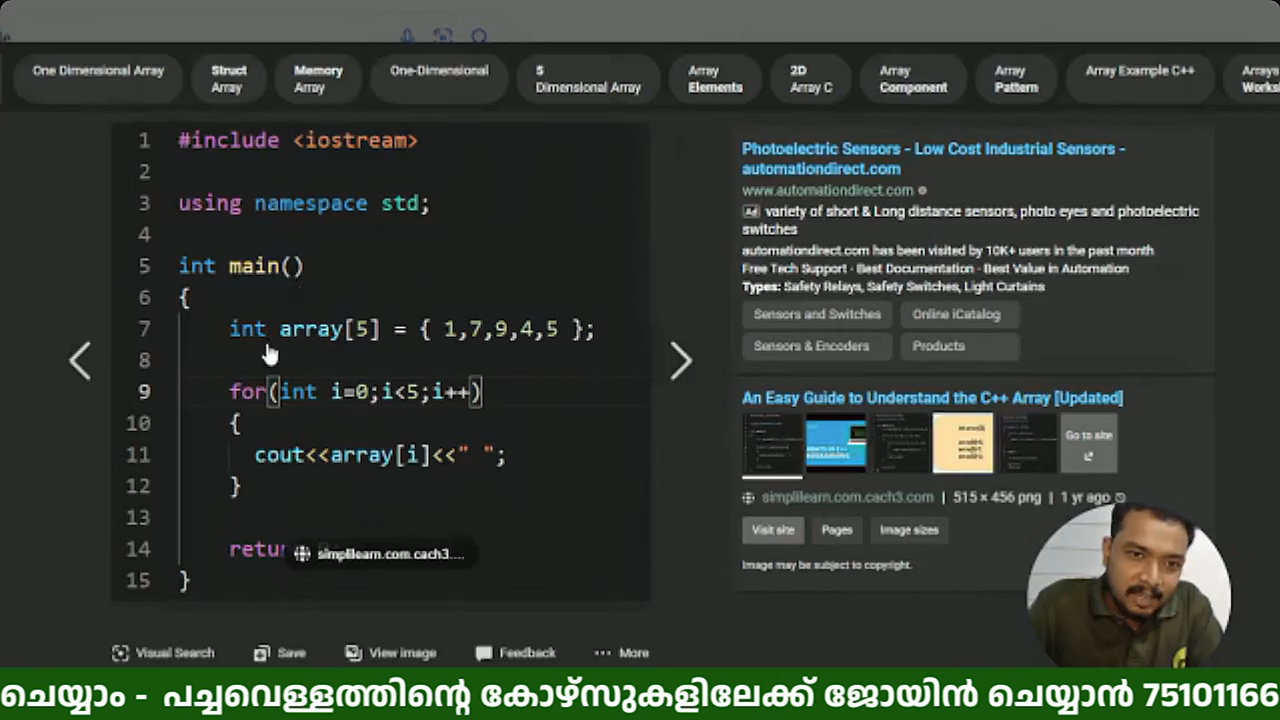 One Dimensional Array
Struct Array
Memory Array
One-Dimensional
5 Dimensional Array
Array Elements
2D Array C
Array Component
Array Pattern
Array Example C++
Arrays
1 #include <iostream>
2
3 using namespace std;
4
5 int main()
6 {
7 int array[5] = { 1,7,9,4,5 };
8
9 for(int i=0;i<5;i++)
10 {
11 cout<<array[i]<<" ";
12 }
13
14
15 }
simplilearn.com.cach3....
Visual Search Save View image Feedback More
Photoelectric Sensors - Low Cost Industrial Sensors -
automationdirect.com
www.automationdirect.com
Ad variety of short & Long distance sensors, photo eyes and photoelectric
switches
automationdirect.com has been visited by 10K+ users in the past month
Free Tech Support · Best Documentation · Best Value in Automation
Types: Safety Relays, Safety Switches, Light Curtains
Sensors and Switches Online iCatalog
Sensors & Encoders Products
An Easy Guide to Understand the C++ Array [Updated]
Go to site
simplilearn.com.cach3.com | 515 × 456 png | 1 yr ago
Visit site Pages Image sizes
Image may be subject to copyright.
ചെയ്യാം - പച്ചവെള്ളത്തിന്റെ കോഴ്സുകളിലേക്ക് ജോയിൻ ചെയ്യാൻ 75101166